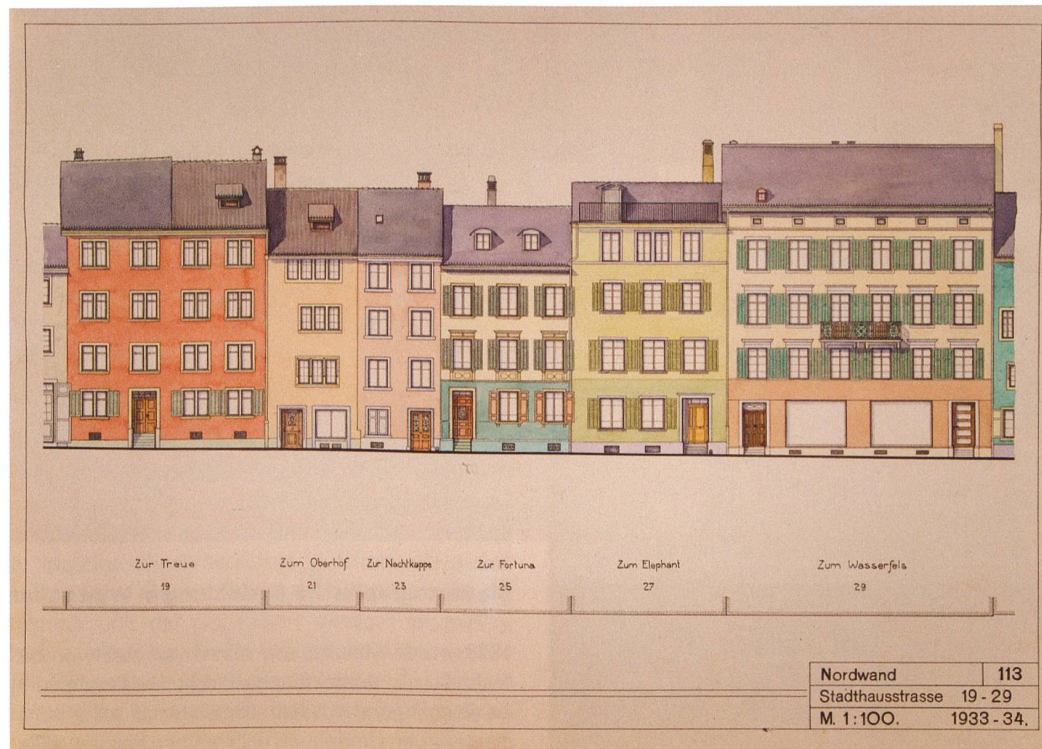 Zur Treue
19
Zum Oberhof
21
Zur Nachtkappe
23
Zur Fortuna
25
Zum Elephant
27
Zum Wasserfels
29
Nordwand 113
Stadthausstrasse 19 - 29
M. 1:100. 1933 - 34.